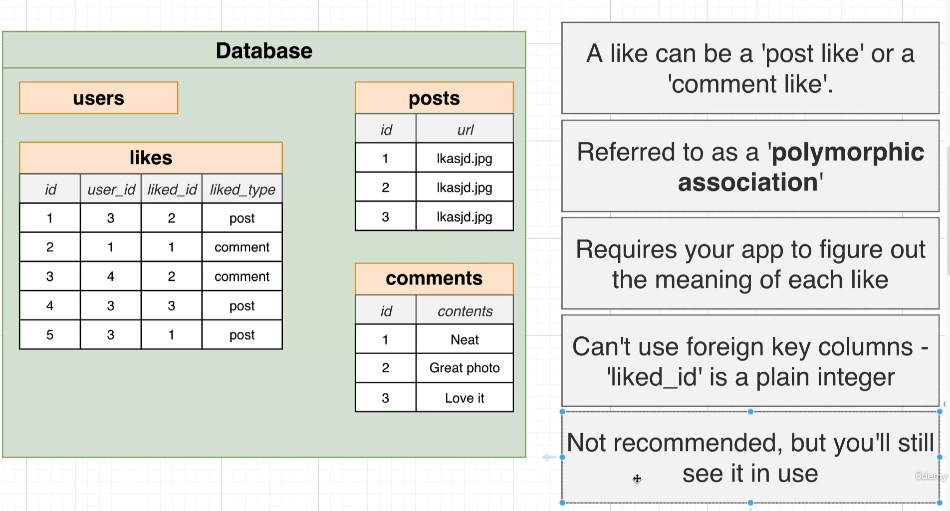 Database
users
likes
id user_id liked_id liked_type
1 3 2 post
2 1 1 comment
3 4 2 comment
4 3 3 post
5 3 1 post
posts
id url
1 lkasjd.jpg
2 lkasjd.jpg
3 lkasjd.jpg
comments
id contents
1 Neat
2 Great photo
3 Love it
A like can be a 'post like' or a
'comment like'.
Referred to as a 'polymorphic
association'
Requires your app to figure out
the meaning of each like
Can't use foreign key columns -
'liked_id' is a plain integer
Not recommended, but you'll still
see it in use
ûdemy